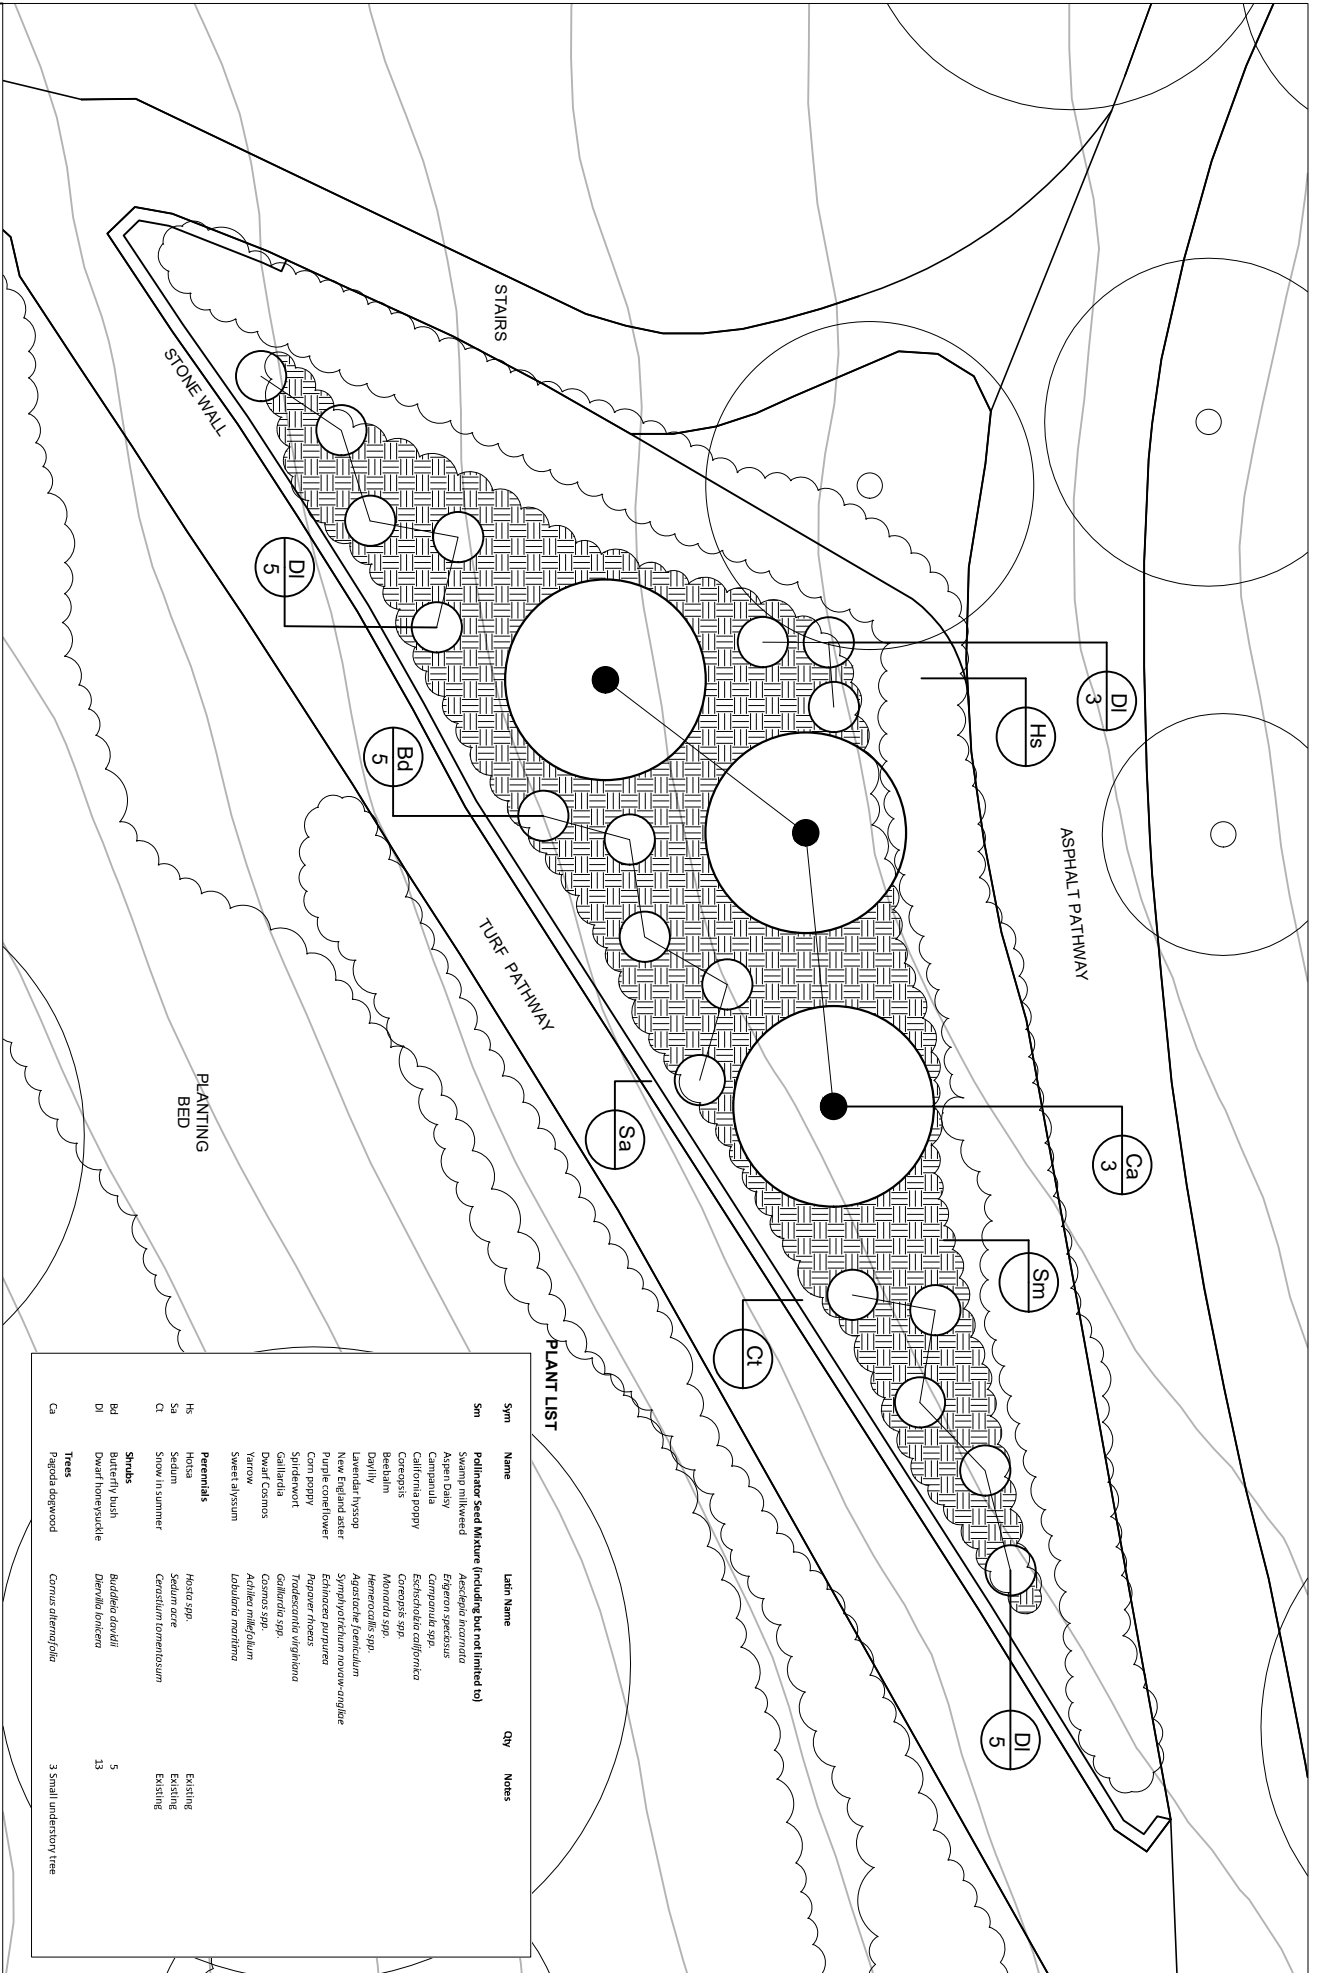 Dl
3
Hs
ASPHALT PATHWAY
Ca
3
Sm
Dl
5
STAIRS
Ct
Sa
TURF PATHWAY
Bd
5
Dl
5
STONE WALL
PLANTING
BED
PLANT LIST
Sym Name Latin Name Qty Notes
Sm Pollinator Seed Mixture (including but not limited to)
Swamp milkweed Aesclepia incarnata
Aspen Daisy Erigeron speciosus
Campanula Campanula spp.
California poppy Eschscholzia californica
Coreopsis Coreopsis spp.
Beebalm Monarda spp.
Daylily Hemerocallis spp.
Lavendar hyssop Agastache foeniculum
New England aster Symphyotrichum novaw-angliae
Purple coneflower Echinacea purpurea
Corn poppy Papaver rhoeas
Spiderwort Tradescantia virginiana
Gaillardia Gaillardia spp.
Dwarf Cosmos Cosmos spp.
Yarrow Achillea millefolium
Sweet alyssum Lobularia maritima
Perennials
Hs Hotsa Hosta spp. Existing
Sa Sedum Sedum acre Existing
Ct Snow in summer Cerastium tomentosum Existing
Shrubs
Bd Butterfly bush Buddleia davidii 5
Dl Dwarf honeysuckle Diervilla lonicera 13
Trees
Ca Pagoda dogwood Cornus alternafolia 3 Small understory tree